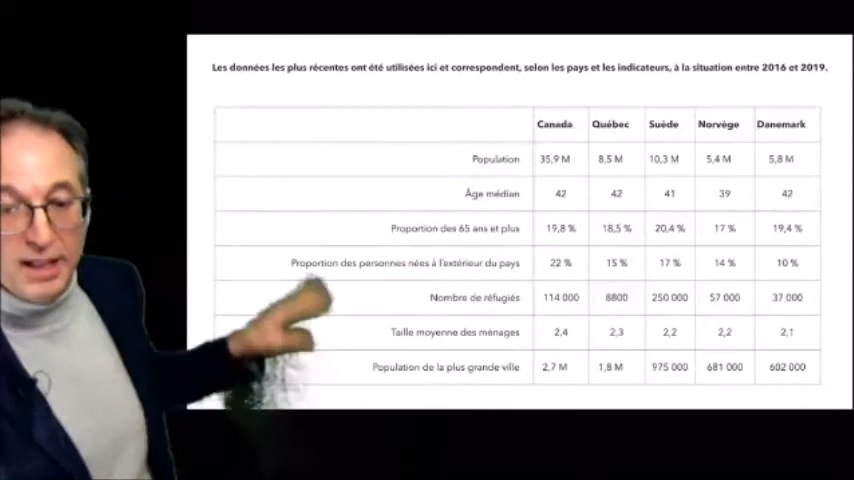 Les données les plus récentes ont été utilisées ici et correspondent, selon les pays et les indicateurs, à la situation entre 2016 et 2019.
Canada Québec Suède Norvège Danemark
Population 35,9 M 8,5 M 10,3 M 5,4 M 5,8 M
Âge médian 42 42 41 39 42
Proportion des 65 ans et plus 19,8 % 18,5 % 20,4 % 17 % 19,4 %
Proportion des personnes nées à l'extérieur du pays 22 % 15 % 17 % 14 % 10 %
Nombre de réfugiés 114 000 8800 250 000 57 000 37 000
Taille moyenne des ménages 2,4 2,3 2,2 2,2 2,1
Population de la plus grande ville 2,7 M 1,8 M 975 000 681 000 602 000